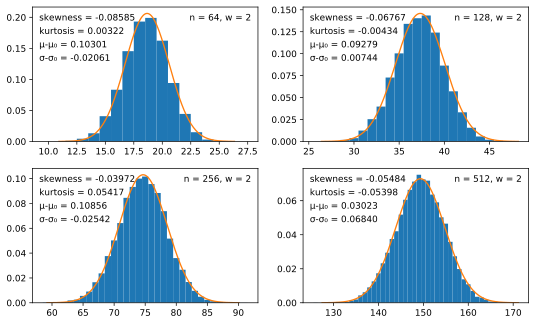 skewness = -0.08585 n = 64, w = 2
kurtosis = 0.00322
μ-μ₀ = 0.10301
σ-σ₀ = -0.02061
0.20
0.15
0.10
0.05
0.00
10.0 12.5 15.0 17.5 20.0 22.5 25.0 27.5
skewness = -0.06767 n = 128, w = 2
kurtosis = -0.00434
μ-μ₀ = 0.09279
σ-σ₀ = 0.00744
0.150
0.125
0.100
0.075
0.050
0.025
0.000
25 30 35 40 45
skewness = -0.03972 n = 256, w = 2
kurtosis = 0.05417
μ-μ₀ = 0.10856
σ-σ₀ = -0.02542
0.10
0.08
0.06
0.04
0.02
0.00
60 65 70 75 80 85 90
skewness = -0.05484 n = 512, w = 2
kurtosis = -0.05398
μ-μ₀ = 0.03023
σ-σ₀ = 0.06840
0.06
0.04
0.02
0.00
130 140 150 160 170